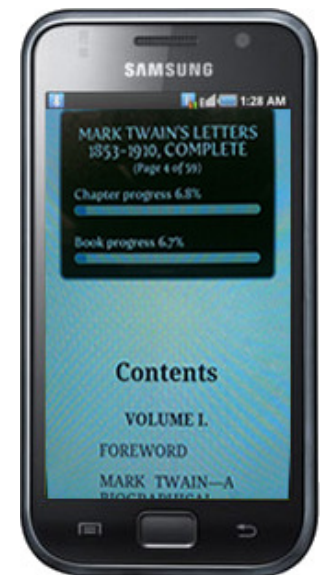 SAMSUNG
1:28 AM
MARK TWAIN'S LETTERS
1853-1910, COMPLETE
(Page 4 of 59)
Chapter progress 6.8%
Book progress 6.7%
Contents
VOLUME I.
FOREWORD
MARK TWAIN—A
BIOGRAPHICAL